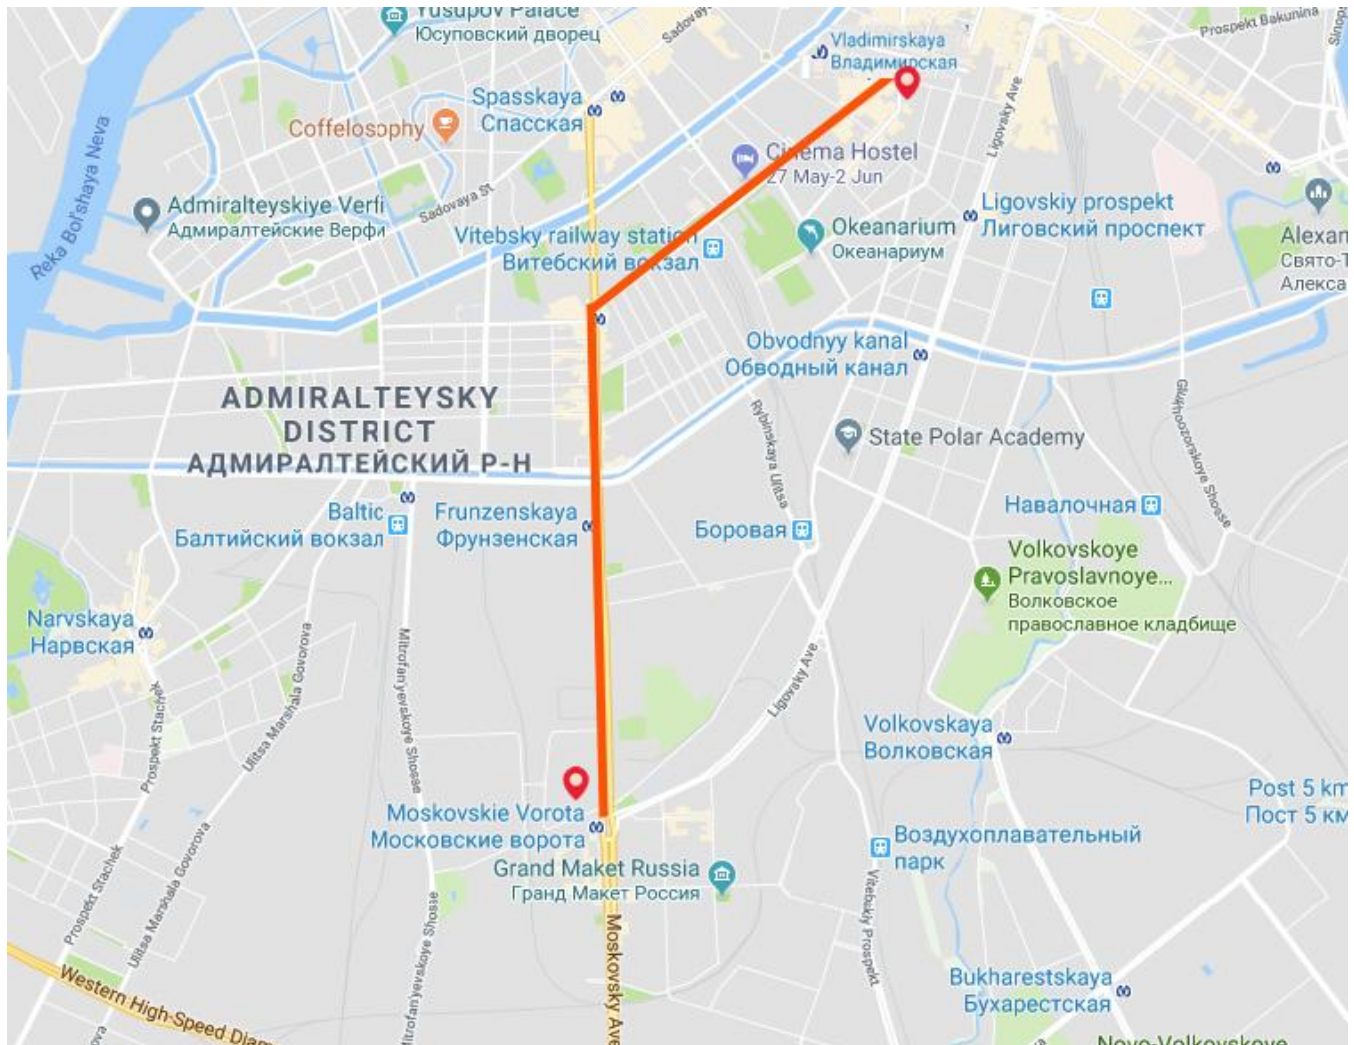 Yusupov Palace
Юсуповский дворец
Sadovaya
Prospekt Bakunina
Vladimirskaya
Владимирская
Spasskaya
Спасская
Ligovsky Ave
Coffelosophy
Cinema Hostel
27 May-2 Jun
Reka Bol'shaya Neva
Admiralteyskiye Verfi
Адмиралтейские Верфи
Sadovaya St
Ligovskiy prospekt
Лиговский проспект
Okeanarium
Океанариум
Vitebsky railway station
Витебский вокзал
Alexan
Свято-Т
Алекса
Obvodnyy kanal
Обводный канал
ADMIRALTEYSKY
DISTRICT
АДМИРАЛТЕЙСКИЙ Р-Н
Rybinskaya Ulitsa
State Polar Academy
Glukhoozorskoye Shosse
Baltic
Балтийский вокзал
Frunzenskaya
Фрунзенская
Боровая
Навалочная
Volkovskoye
Pravoslavnoye...
Волковское
православное кладбище
Narvskaya
Нарвская
Mitrofan'yevskoye Shosse
Ulitsa Marshala Govorova
Prospekt Stachek
Ligovsky Ave
Volkovskaya
Волковская
Post 5 km
Пост 5 км
Moskovskie Vorota
Московские ворота
Воздухоплавательный
парк
Grand Maket Russia
Гранд Макет Россия
Prospekt Stachek
Ulitsa Marshala Govorova
Mitrofan'yevskoye Shosse
Moskovsky Ave
Vitebskiy Prospekt
Western High-Speed Diam
Bukharestskaya
Бухарестская
Novo-Volkovskoye